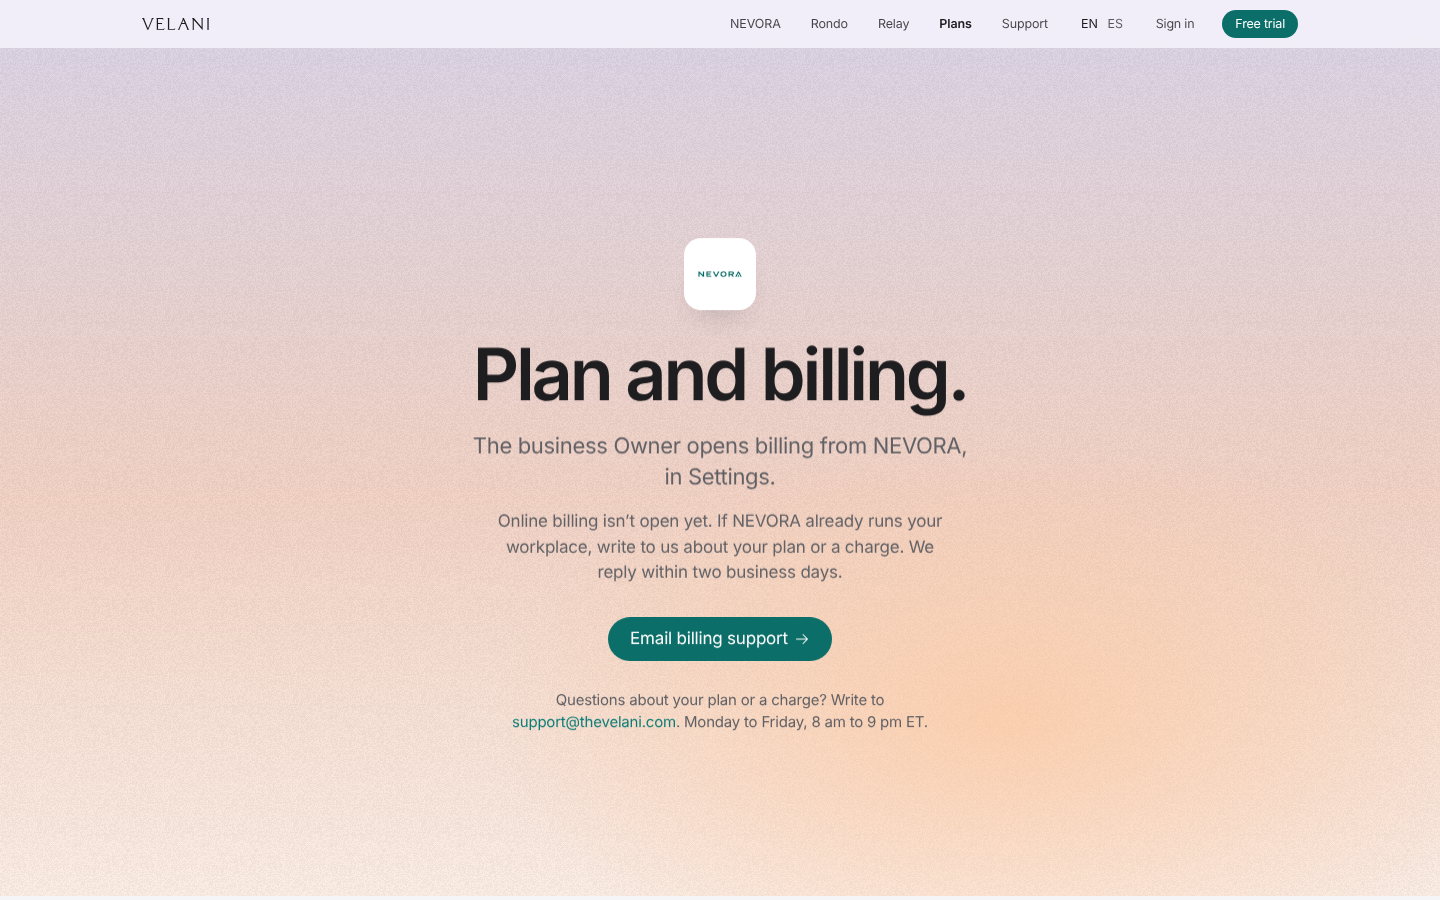 VELANI
NEVORA Rondo Relay Plans Support EN ES Sign in Free trial
NEVORA
Plan and billing.
The business Owner opens billing from NEVORA,
in Settings.
Online billing isn’t open yet. If NEVORA already runs your
workplace, write to us about your plan or a charge. We
reply within two business days.
Email billing support →
Questions about your plan or a charge? Write to
support@thevelani.com. Monday to Friday, 8 am to 9 pm ET.